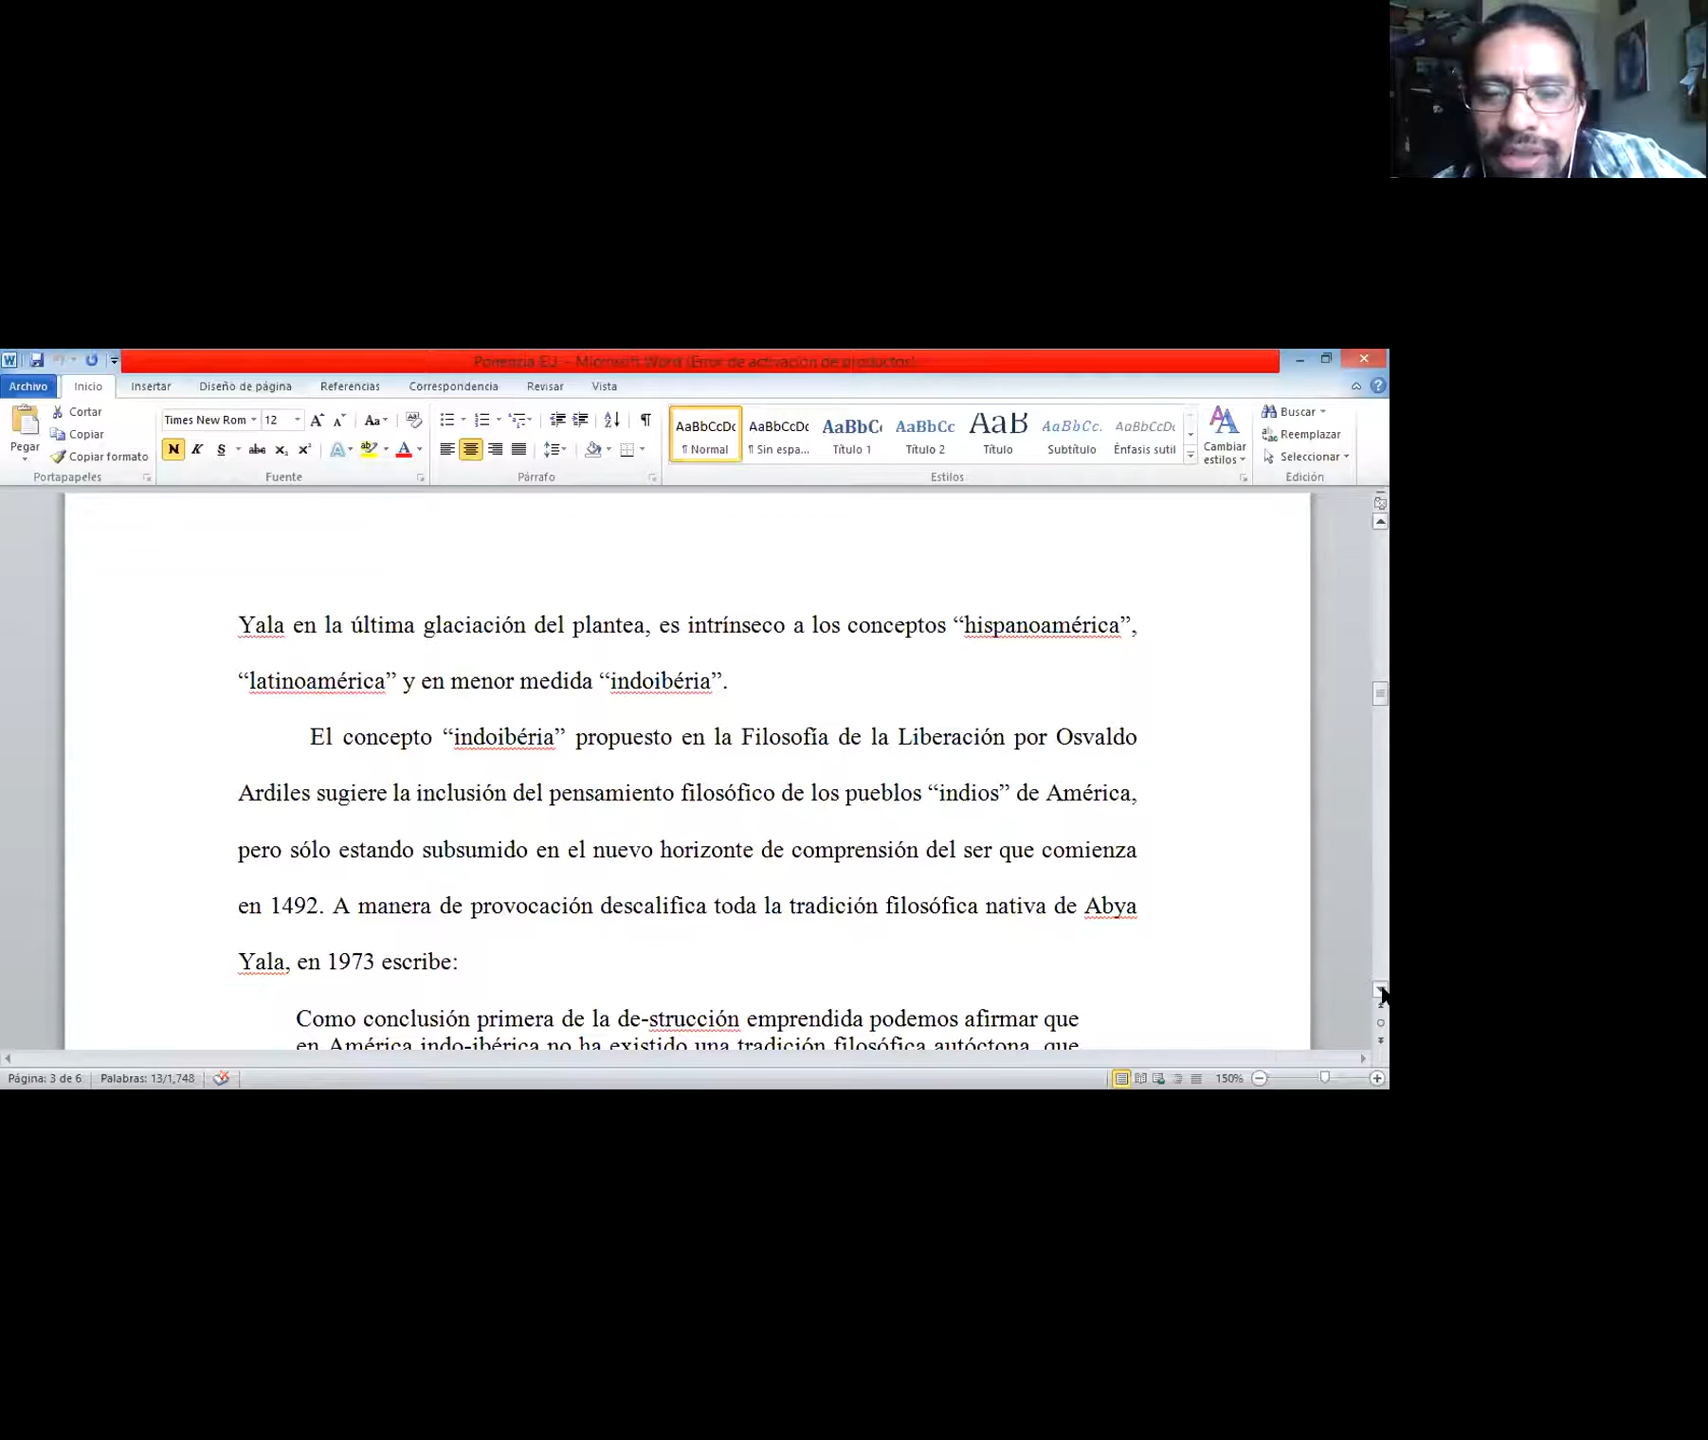 Ponenzia EU - Microsoft Word (Error de activación de productos)
Archivo Inicio Insertar Diseño de página Referencias Correspondencia Revisar Vista
Pegar
Cortar
Copiar
Copiar formato
Portapapeles
Times New Rom 12
N K S abc x₂ x²
Fuente
Párrafo
AaBbCcDc AaBbCcDc AaBbC AaBbCc AaB AaBbCc. AaBbCcDc
¶ Normal ¶ Sin espa... Título 1 Título 2 Título Subtítulo Énfasis sutil
Cambiar
estilos
Estilos
Buscar
Reemplazar
Seleccionar
Edición
Yala en la última glaciación del plantea, es intrínseco a los conceptos “hispanoamérica”,
“latinoamérica” y en menor medida “indoibéria”.
El concepto “indoibéria” propuesto en la Filosofía de la Liberación por Osvaldo
Ardiles sugiere la inclusión del pensamiento filosófico de los pueblos “indios” de América,
pero sólo estando subsumido en el nuevo horizonte de comprensión del ser que comienza
en 1492. A manera de provocación descalifica toda la tradición filosófica nativa de Abya
Yala, en 1973 escribe:
Como conclusión primera de la de-strucción emprendida podemos afirmar que
en América indo-ibérica no ha existido una tradición filosófica autóctona, que
Página: 3 de 6 Palabras: 13/1,748 150%